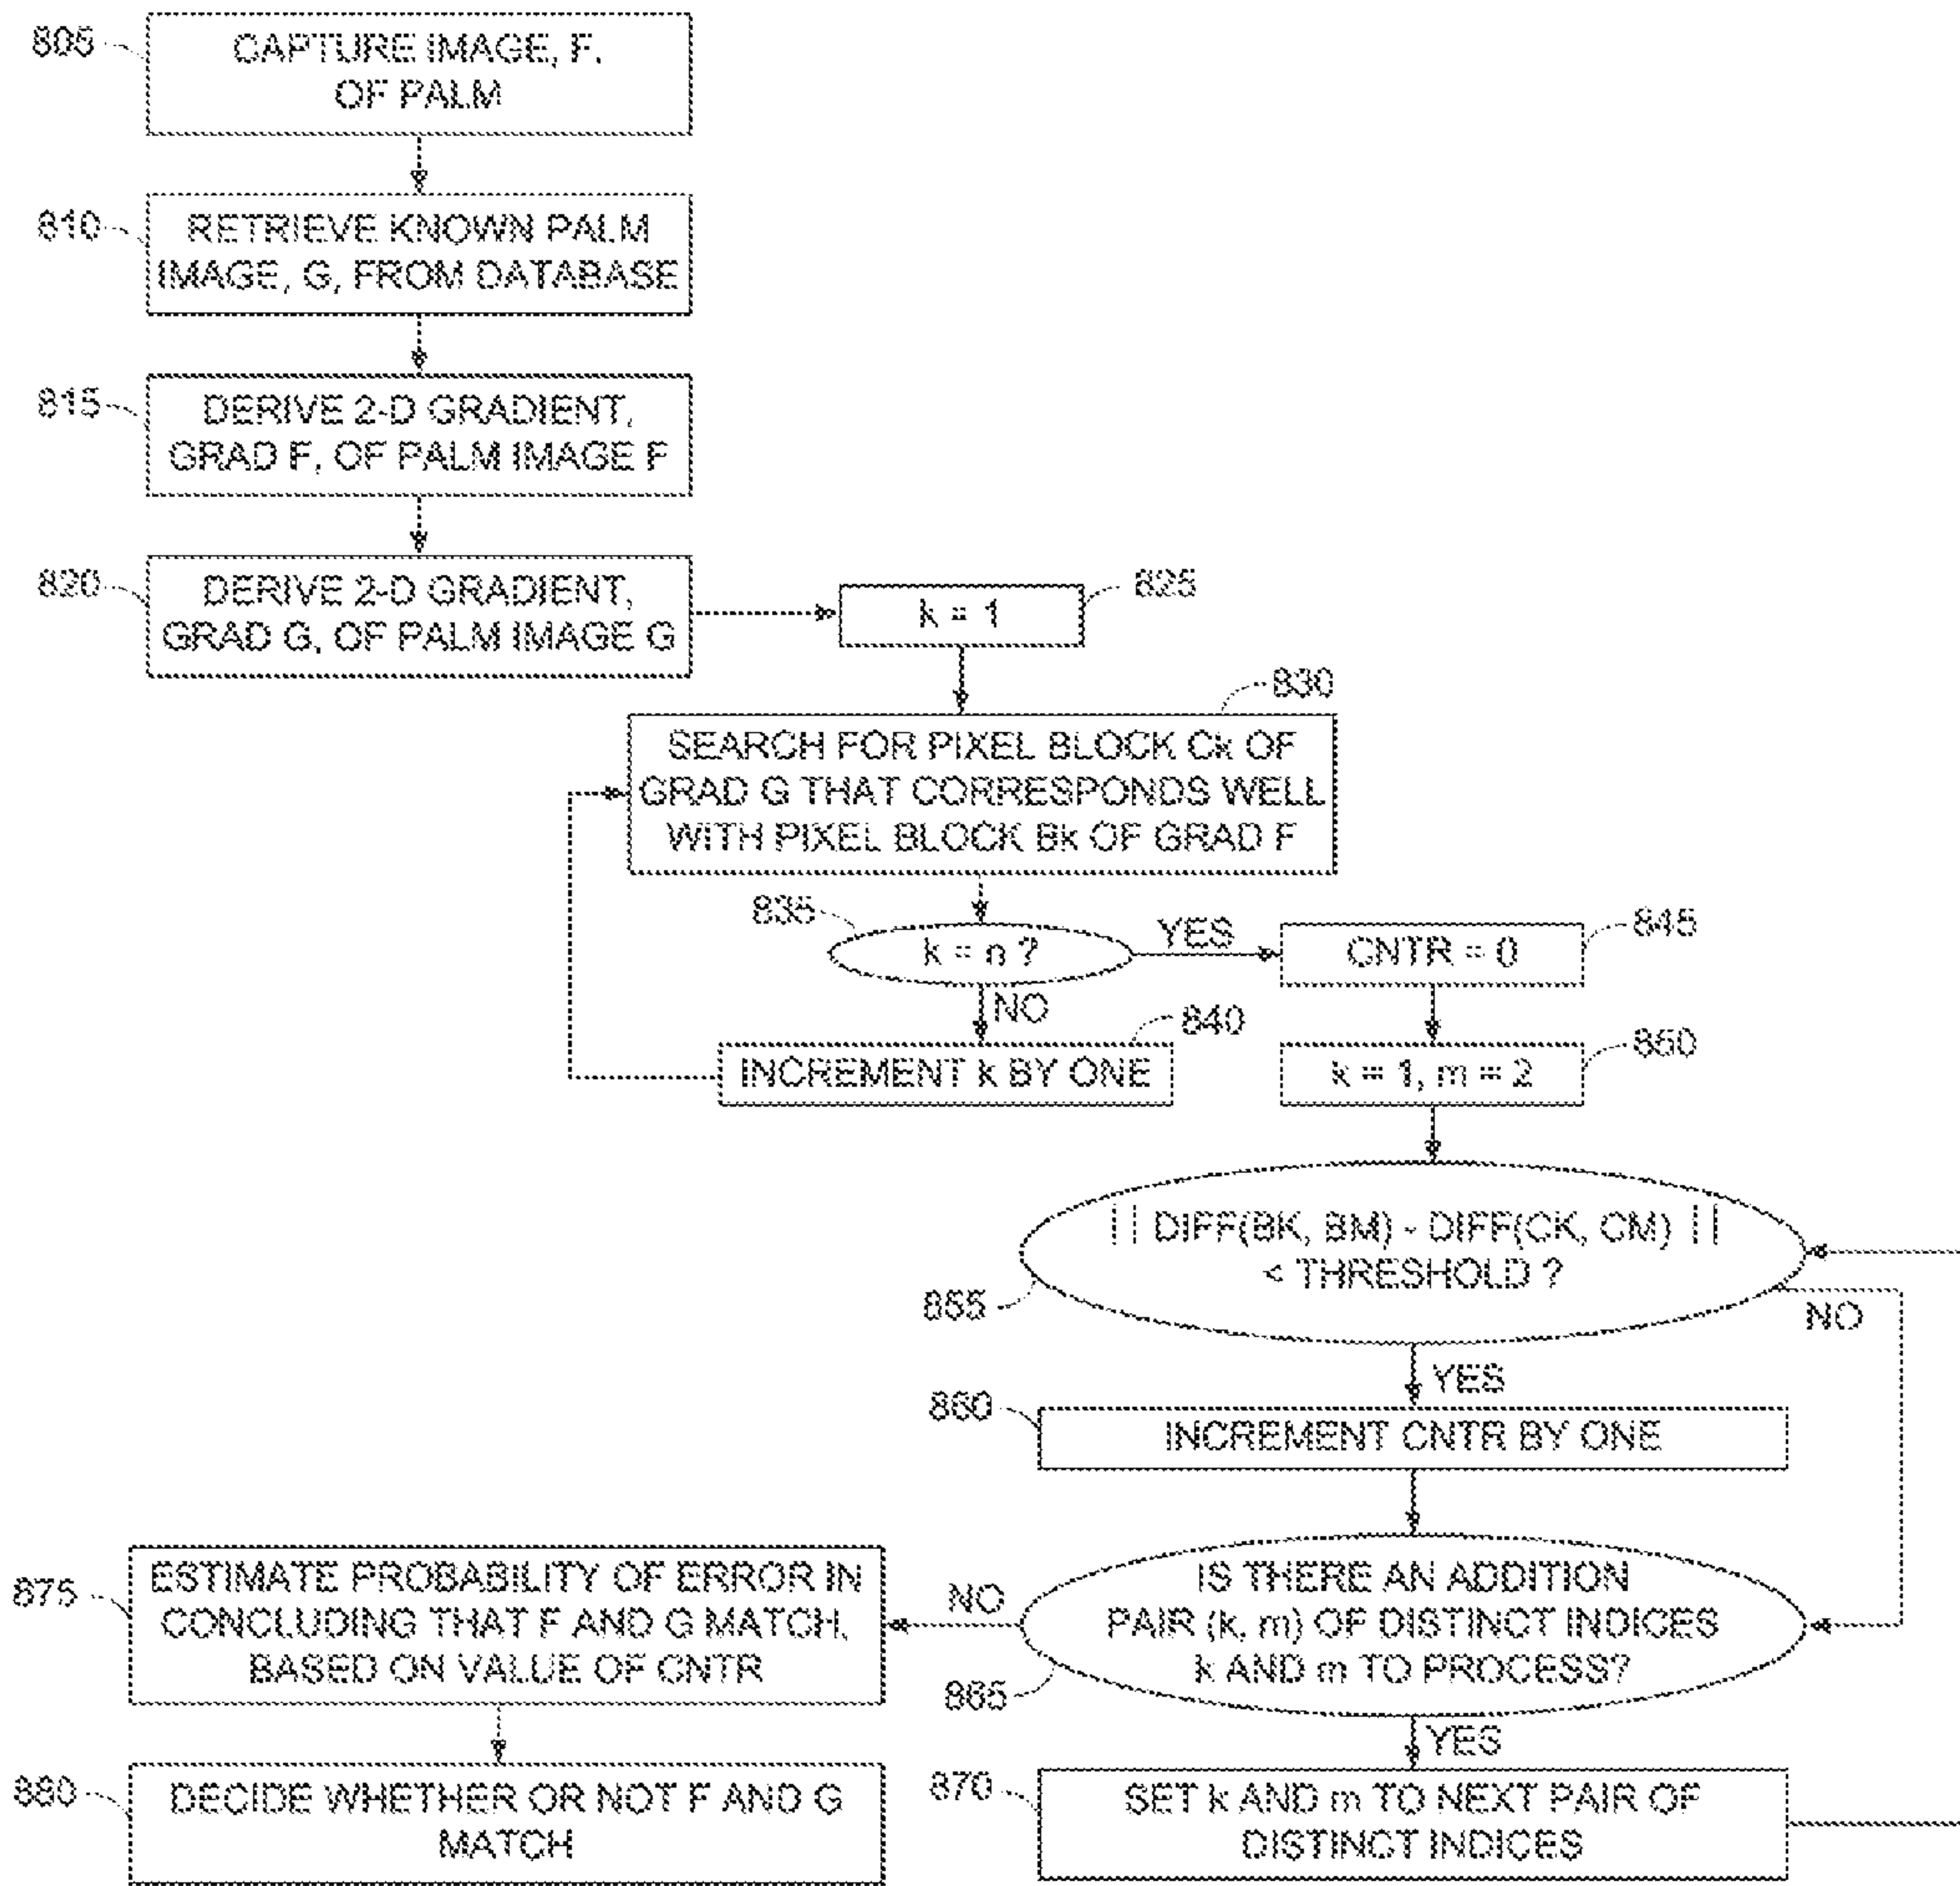 805
CAPTURE IMAGE, F,
OF PALM
810
RETRIEVE KNOWN PALM
IMAGE, G, FROM DATABASE
815
DERIVE 2-D GRADIENT,
GRAD F, OF PALM IMAGE F
820
DERIVE 2-D GRADIENT,
GRAD G, OF PALM IMAGE G
825
k = 1
830
SEARCH FOR PIXEL BLOCK Ck OF
GRAD G THAT CORRESPONDS WELL
WITH PIXEL BLOCK Bk OF GRAD F
835
k = n ?
YES
NO
840
INCREMENT k BY ONE
845
CNTR = 0
850
k = 1, m = 2
855
|| DIFF(BK, BM) - DIFF(CK, CM) ||
< THRESHOLD ?
NO
YES
860
INCREMENT CNTR BY ONE
865
IS THERE AN ADDITION
PAIR (k, m) OF DISTINCT INDICES
k AND m TO PROCESS?
NO
YES
870
SET k AND m TO NEXT PAIR OF
DISTINCT INDICES
875
ESTIMATE PROBABILITY OF ERROR IN
CONCLUDING THAT F AND G MATCH,
BASED ON VALUE OF CNTR
880
DECIDE WHETHER OR NOT F AND G
MATCH